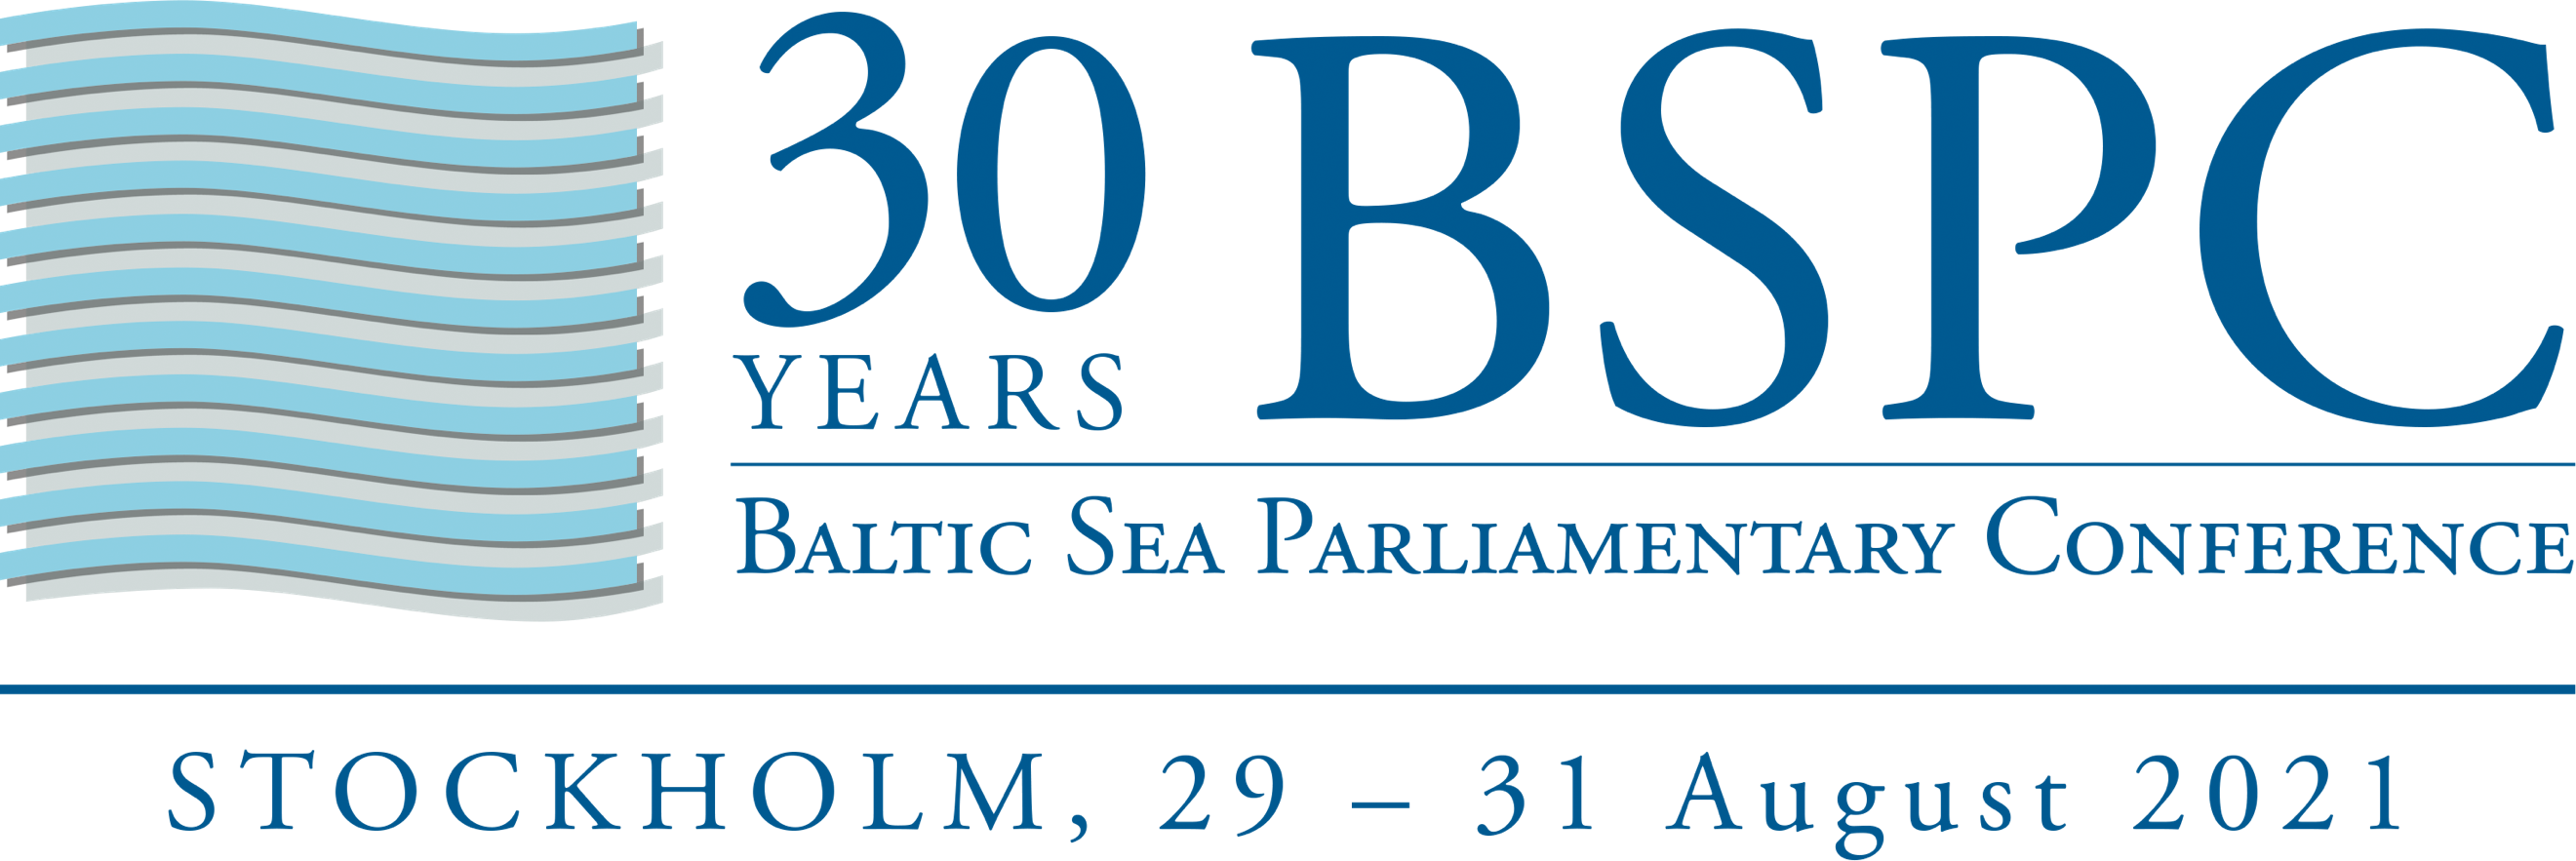 30 BSPC
YEARS
BALTIC SEA PARLIAMENTARY CONFERENCE
STOCKHOLM, 29 – 31 August 2021